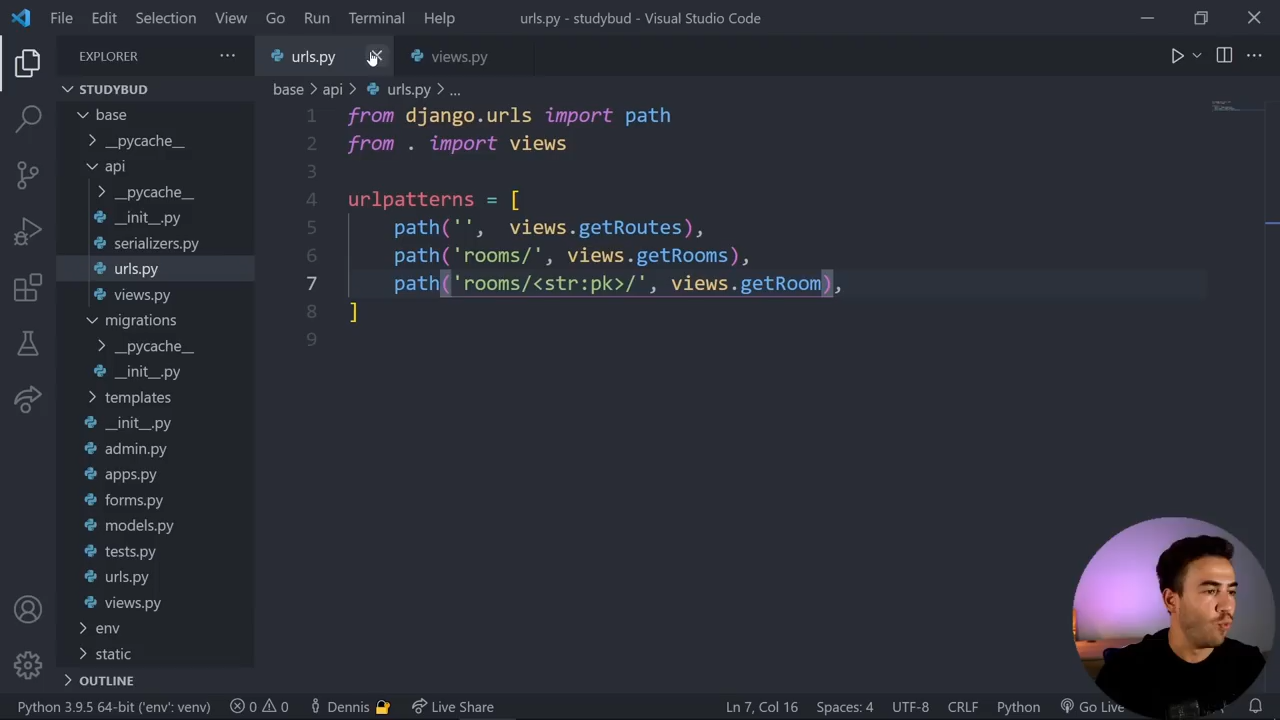 File Edit Selection View Go Run Terminal Help urls.py - studybud - Visual Studio Code
EXPLORER ···
urls.py views.py
STUDYBUD
base > api > urls.py > ...
base
__pycache__
api
__pycache__
__init__.py
serializers.py
urls.py
views.py
migrations
__pycache__
__init__.py
templates
__init__.py
admin.py
apps.py
forms.py
models.py
tests.py
urls.py
views.py
env
static
OUTLINE
1 from django.urls import path
2 from . import views
3
4 urlpatterns = [
5     path('',  views.getRoutes),
6     path('rooms/', views.getRooms),
7     path('rooms/<str:pk>/', views.getRoom),
8 ]
9
Python 3.9.5 64-bit ('env': venv) 0 0 Dennis Live Share Ln 7, Col 16 Spaces: 4 UTF-8 CRLF Python Go Live